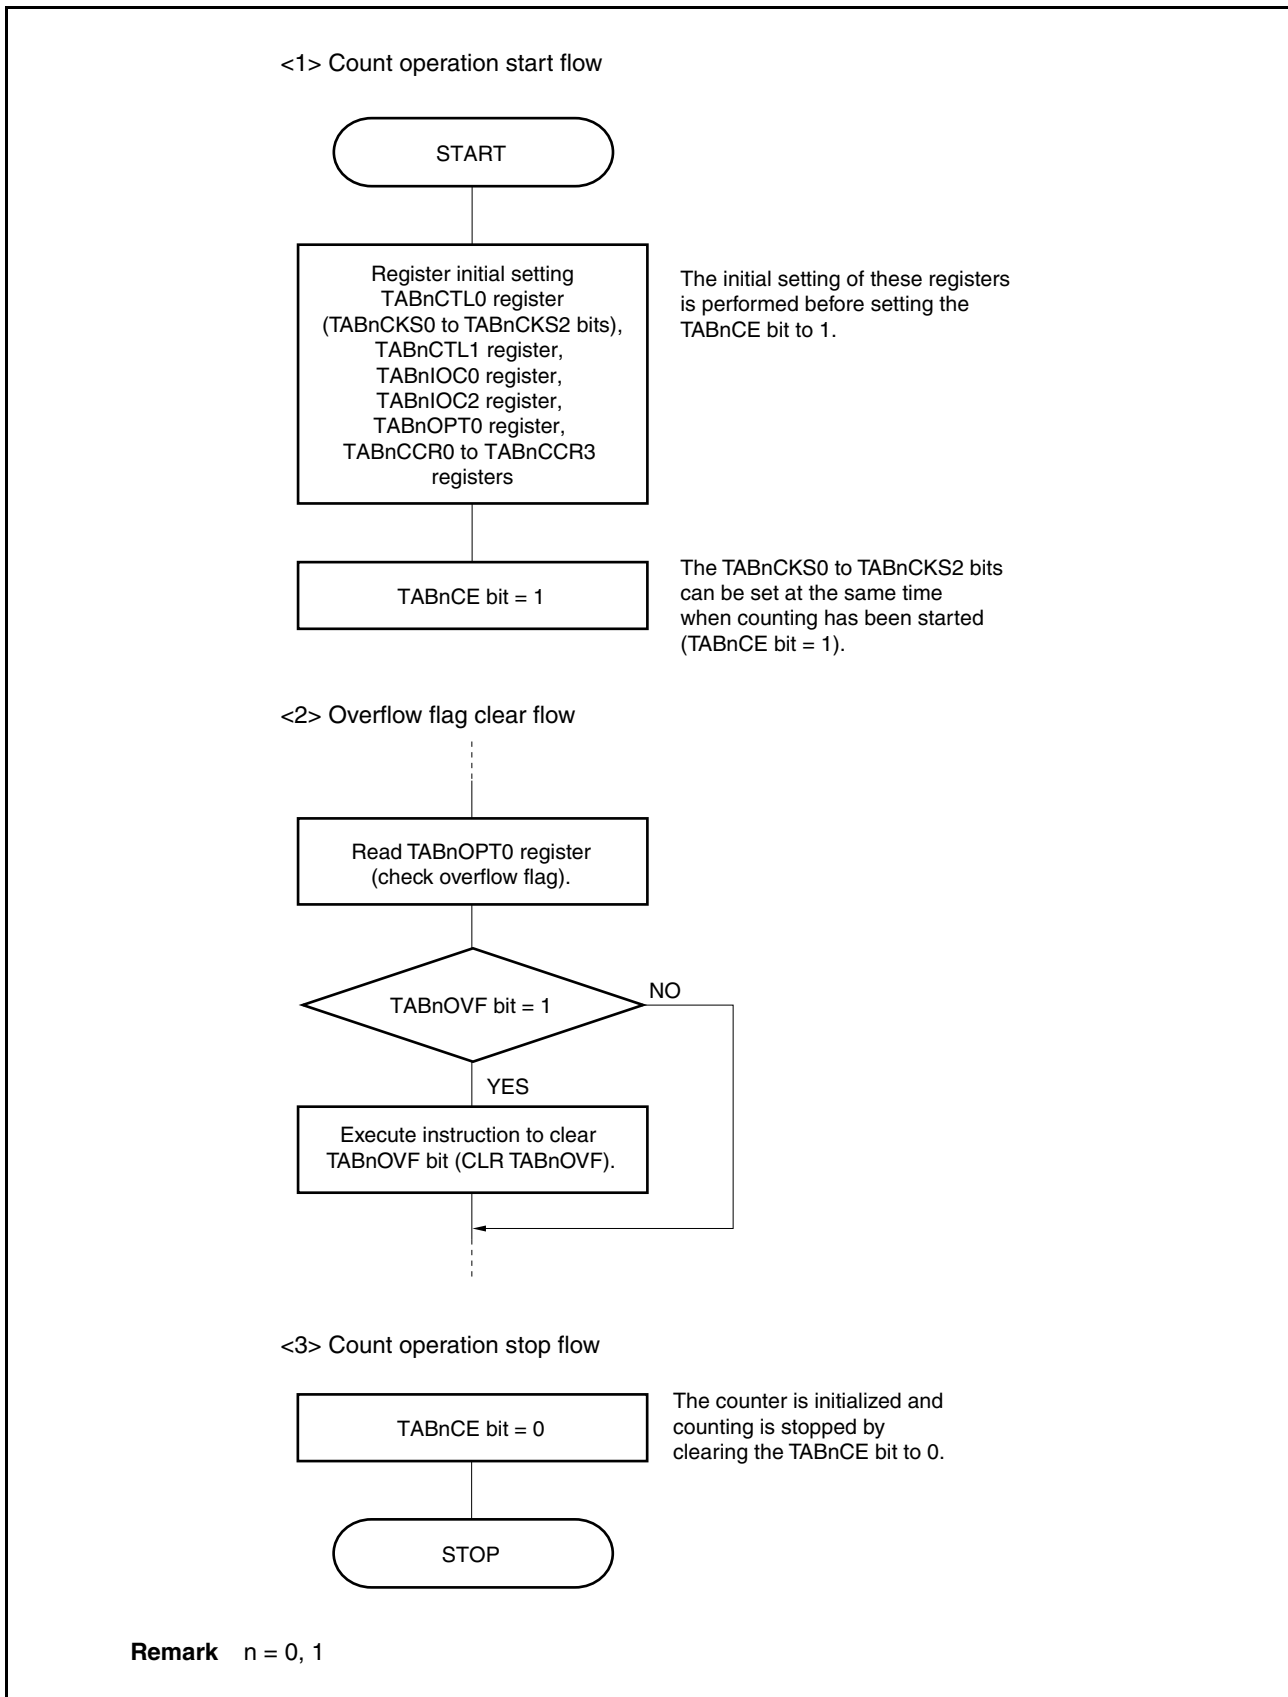 <1> Count operation start flow
START
Register initial setting
TABnCTL0 register
(TABnCKS0 to TABnCKS2 bits),
TABnCTL1 register,
TABnIOC0 register,
TABnIOC2 register,
TABnOPT0 register,
TABnCCR0 to TABnCCR3
registers
The initial setting of these registers
is performed before setting the
TABnCE bit to 1.
TABnCE bit = 1
The TABnCKS0 to TABnCKS2 bits
can be set at the same time
when counting has been started
(TABnCE bit = 1).
<2> Overflow flag clear flow
Read TABnOPT0 register
(check overflow flag).
TABnOVF bit = 1
NO
YES
Execute instruction to clear
TABnOVF bit (CLR TABnOVF).
<3> Count operation stop flow
TABnCE bit = 0
The counter is initialized and
counting is stopped by
clearing the TABnCE bit to 0.
STOP
Remark n = 0, 1